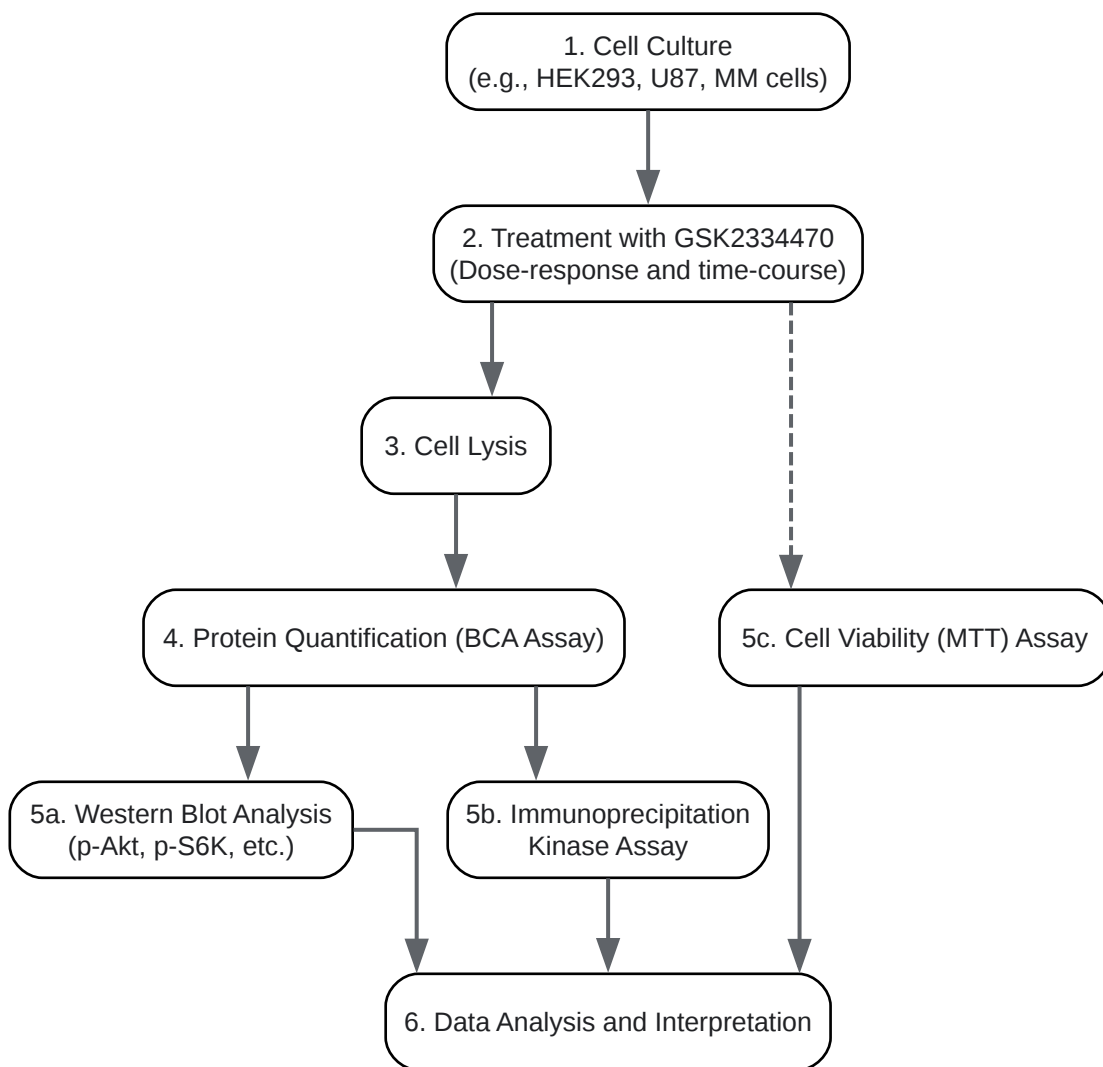 1. Cell Culture
(e.g., HEK293, U87, MM cells)
2. Treatment with GSK2334470
(Dose-response and time-course)
3. Cell Lysis
4. Protein Quantification (BCA Assay)
5c. Cell Viability (MTT) Assay
5a. Western Blot Analysis
(p-Akt, p-S6K, etc.)
5b. Immunoprecipitation
Kinase Assay
6. Data Analysis and Interpretation